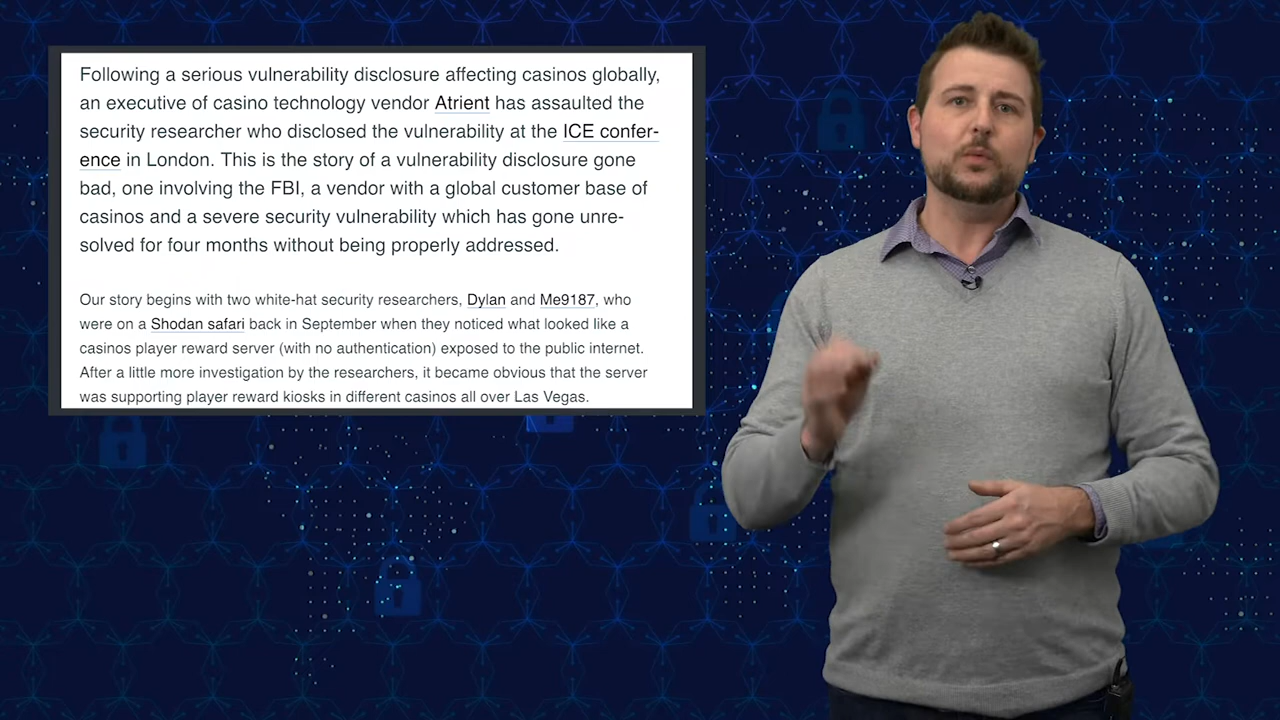 Following a serious vulnerability disclosure affecting casinos globally,
an executive of casino technology vendor Atrient has assaulted the
security researcher who disclosed the vulnerability at the ICE confer-
ence in London. This is the story of a vulnerability disclosure gone
bad, one involving the FBI, a vendor with a global customer base of
casinos and a severe security vulnerability which has gone unre-
solved for four months without being properly addressed.
Our story begins with two white-hat security researchers, Dylan and Me9187, who
were on a Shodan safari back in September when they noticed what looked like a
casinos player reward server (with no authentication) exposed to the public internet.
After a little more investigation by the researchers, it became obvious that the server
was supporting player reward kiosks in different casinos all over Las Vegas.